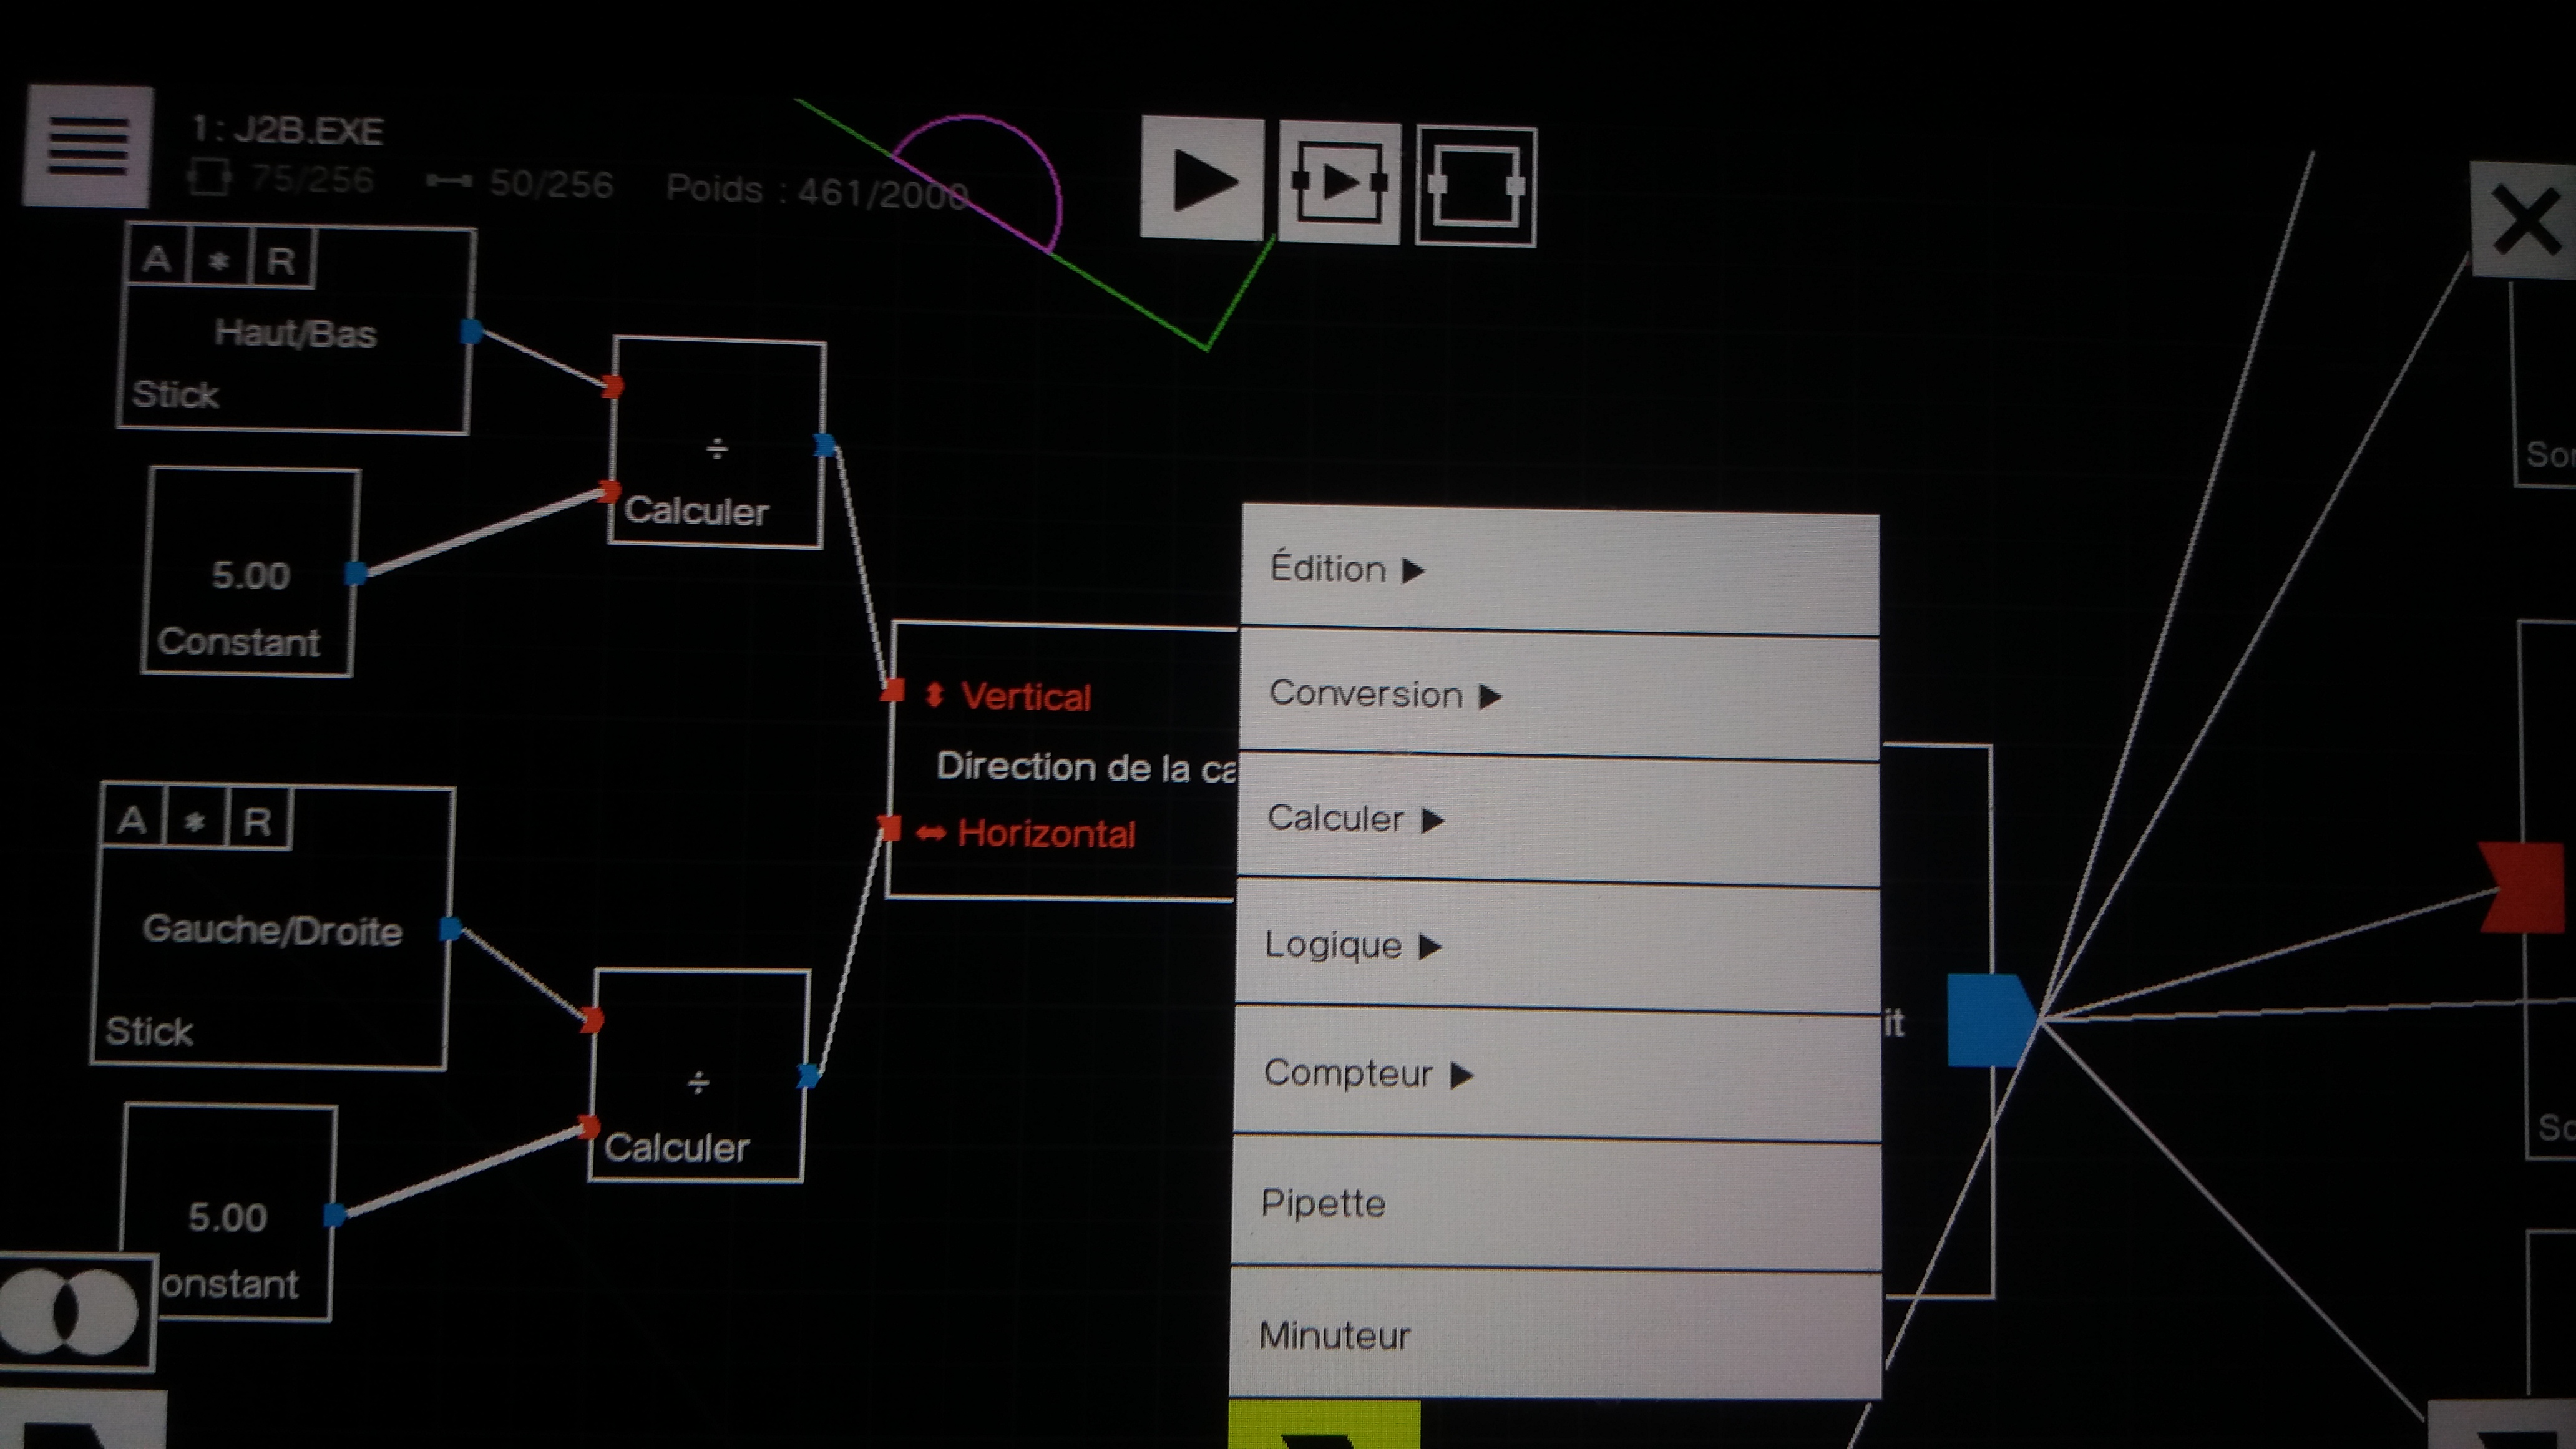 1: J2B.EXE
75/256 50/256 Poids : 461/2000
A * R
Haut/Bas
Stick
÷
Calculer
5.00
Constant
Vertical
Direction de la ca
Horizontal
A * R
Gauche/Droite
Stick
÷
Calculer
5.00
onstant
Édition
Conversion
Calculer
Logique
Compteur
Pipette
Minuteur
it
Sor
So